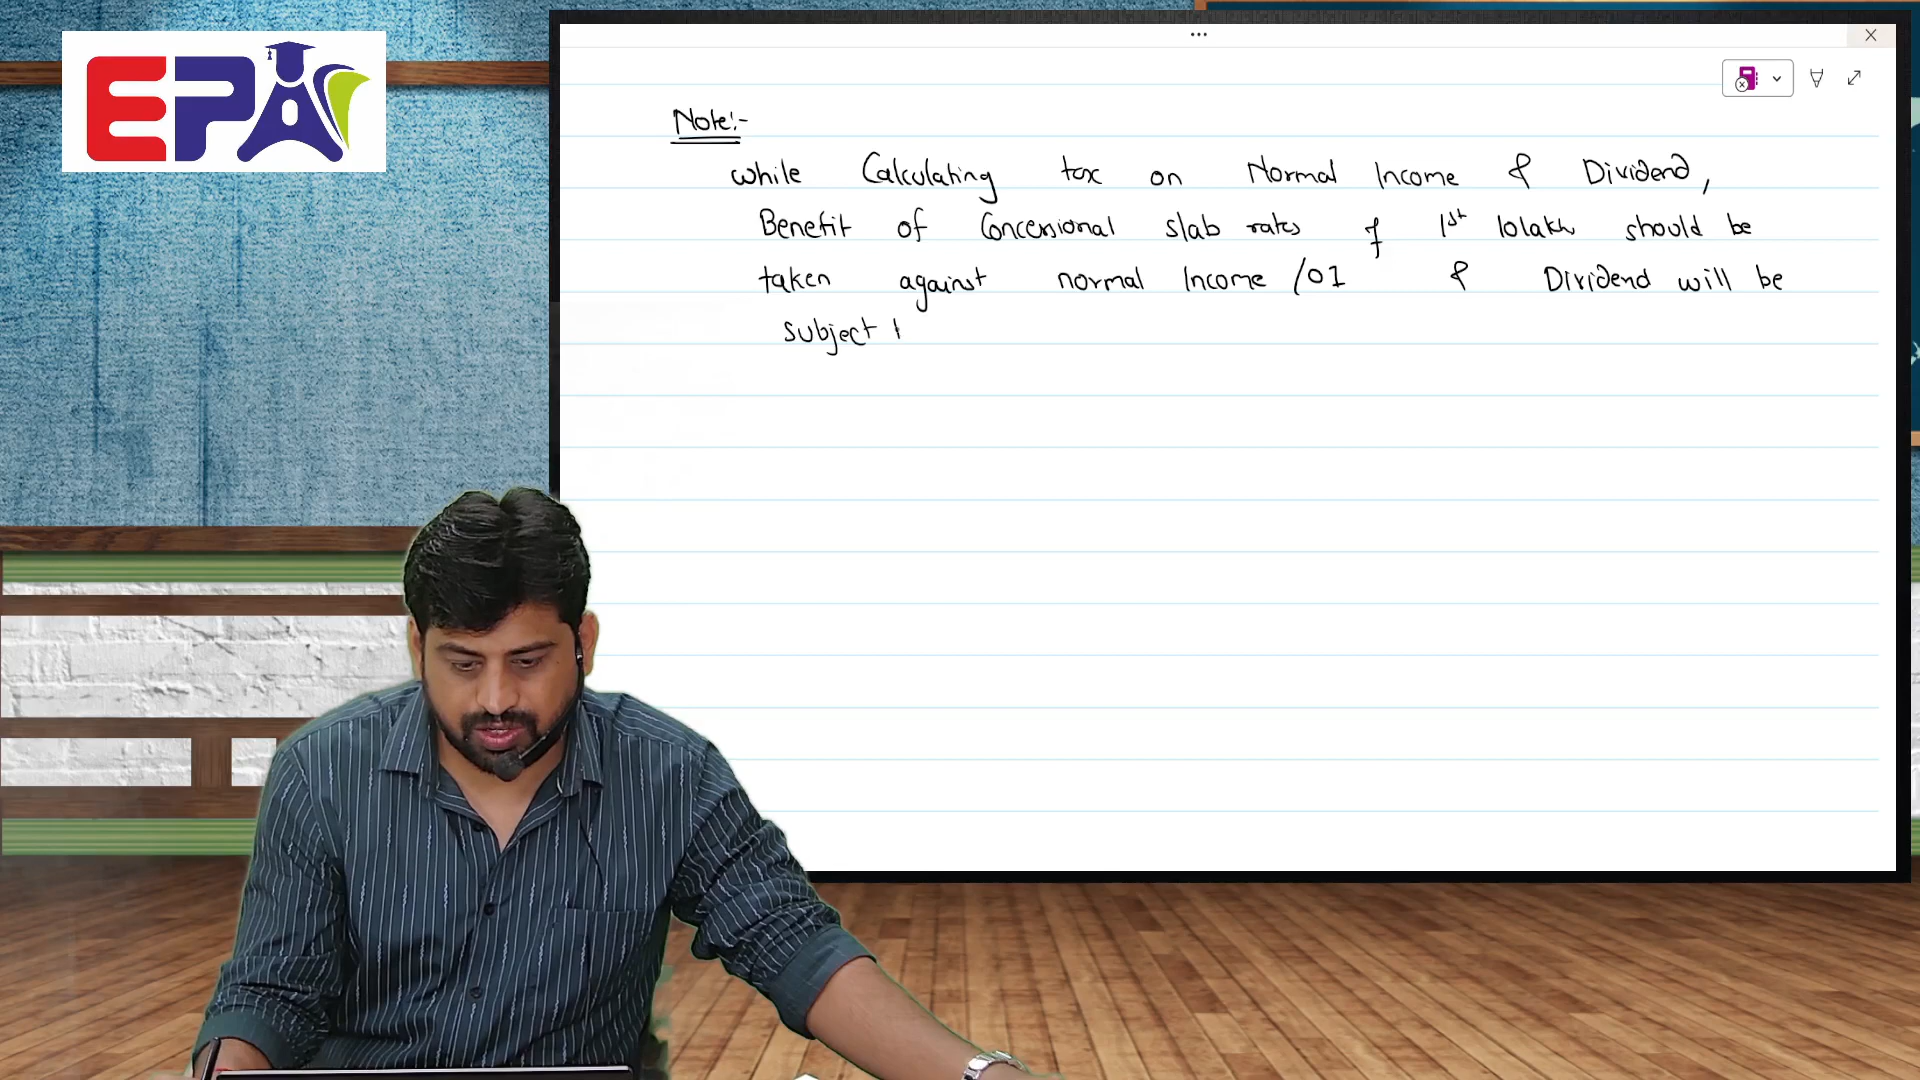 EPA
Note:-
while Calculating tax on Normal Income & Dividend,
Benefit of Concessional slab rates of 1st 10lakh should be
taken against normal Income /OI & Dividend will be
subject